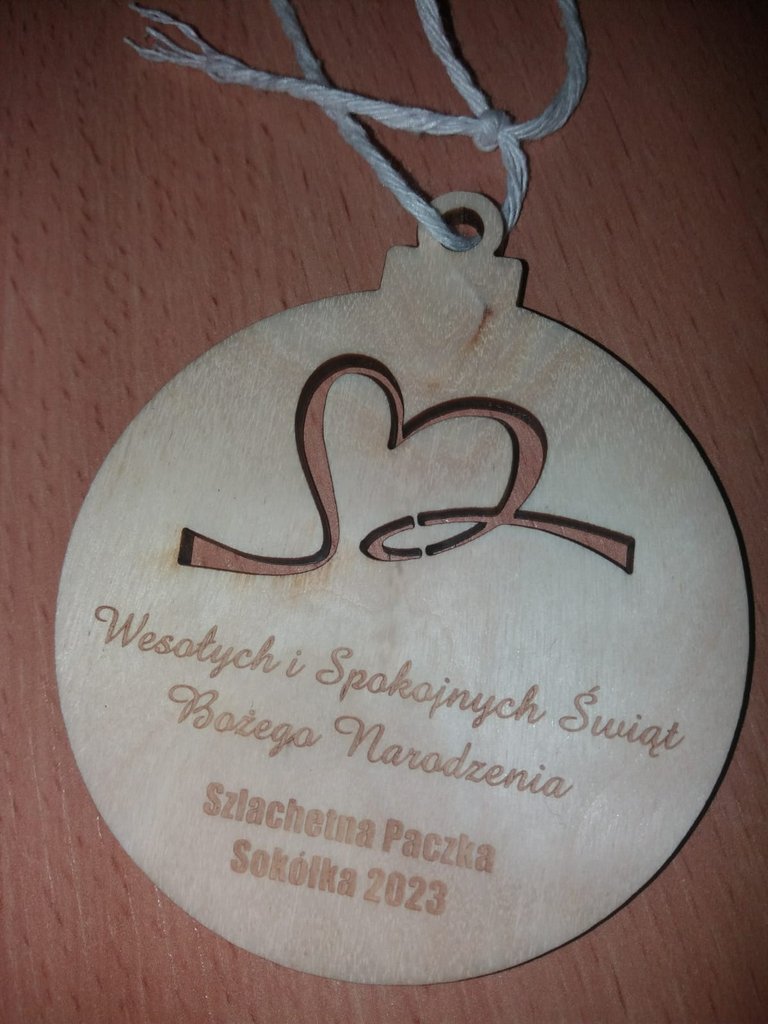 Wesołych i Spokojnych Świąt
Bożego Narodzenia
Szlachetna Paczka
Sokółka 2023